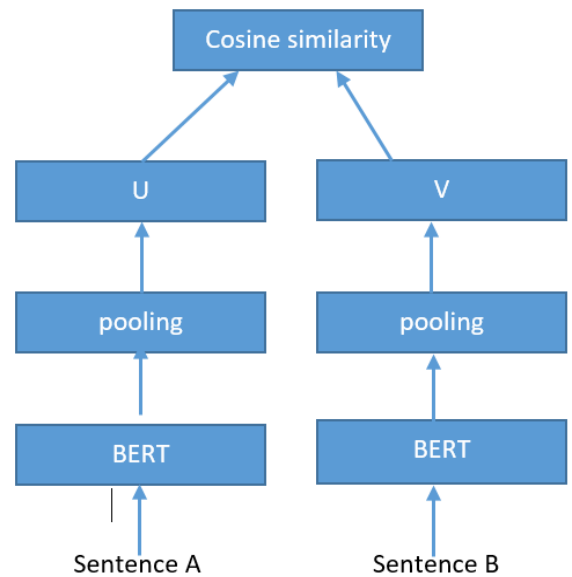 Cosine similarity
U
V
pooling
pooling
BERT
BERT
Sentence A
Sentence B